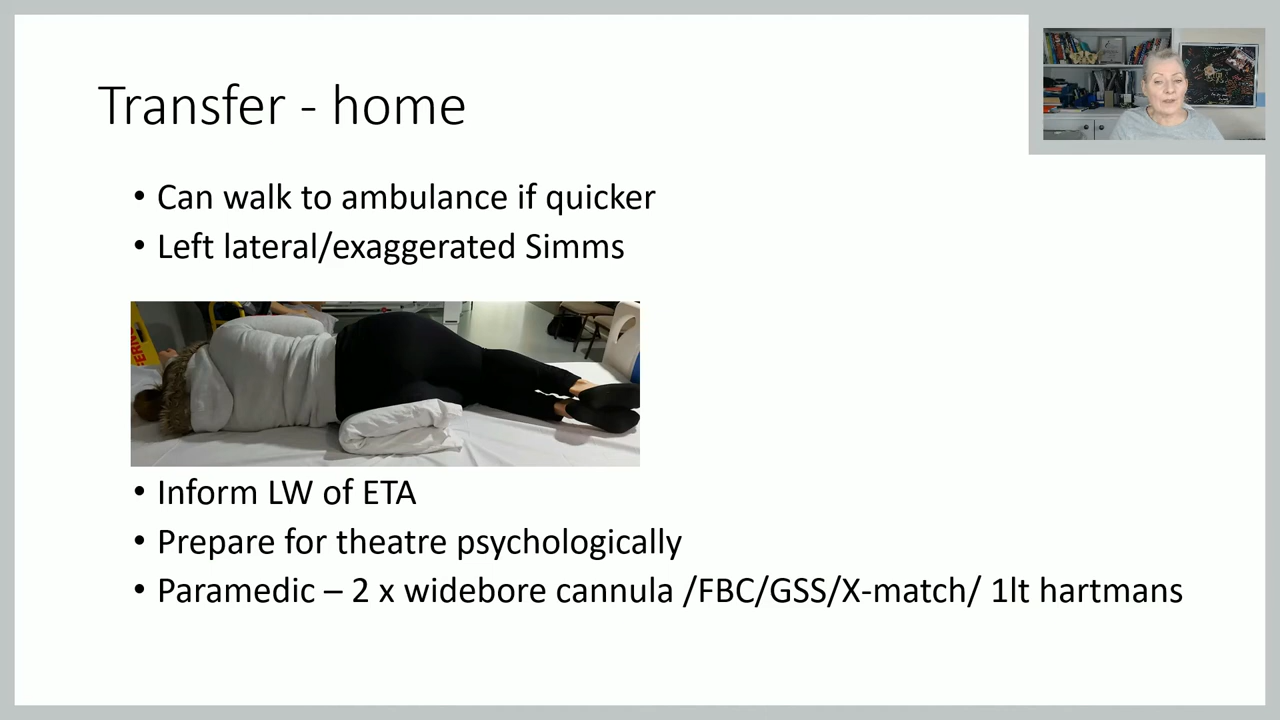 Transfer - home
• Can walk to ambulance if quicker
• Left lateral/exaggerated Simms
• Inform LW of ETA
• Prepare for theatre psychologically
• Paramedic – 2 x widebore cannula /FBC/GSS/X-match/ 1lt hartmans